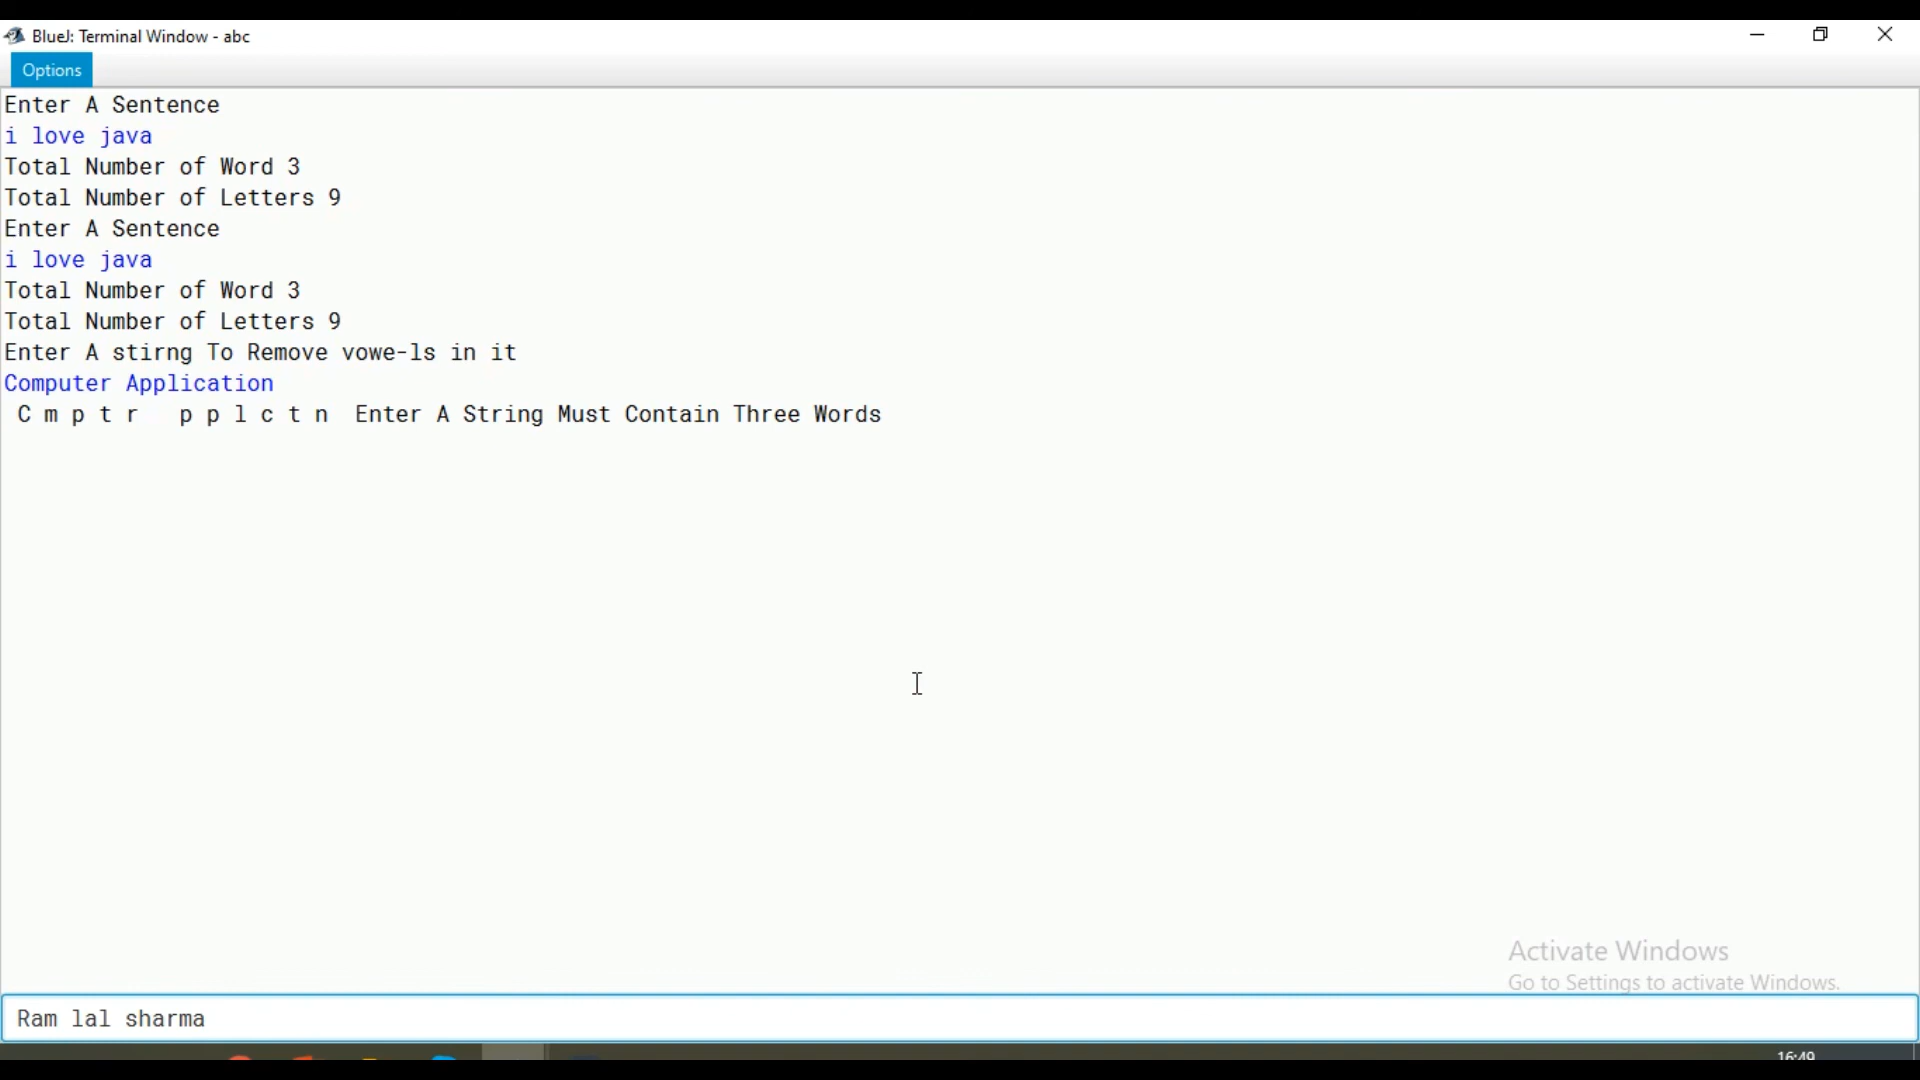 BlueJ: Terminal Window - abc
Options
Enter A Sentence
i love java
Total Number of Word 3
Total Number of Letters 9
Enter A Sentence
i love java
Total Number of Word 3
Total Number of Letters 9
Enter A stirng To Remove vowe-ls in it
Computer Application
C m p t r   p p l c t n  Enter A String Must Contain Three Words
Activate Windows
Go to Settings to activate Windows.
Ram lal sharma
16:49